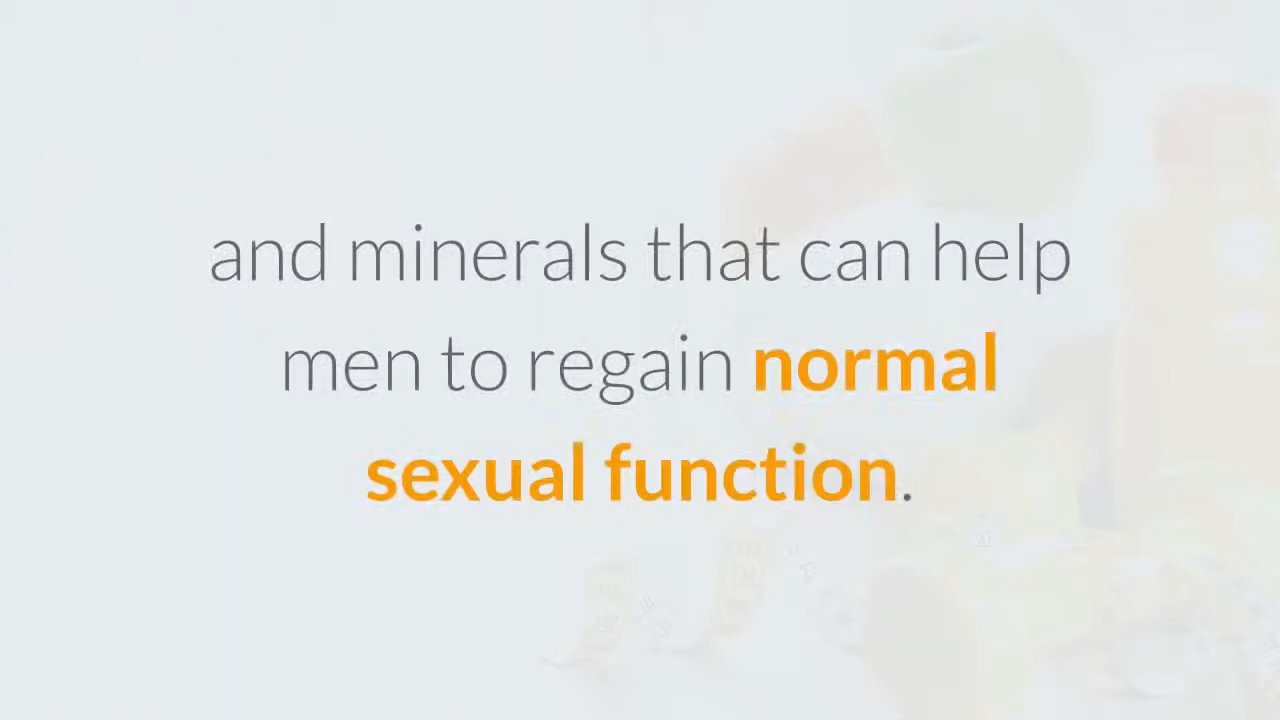 and minerals that can help
men to regain normal
sexual function.